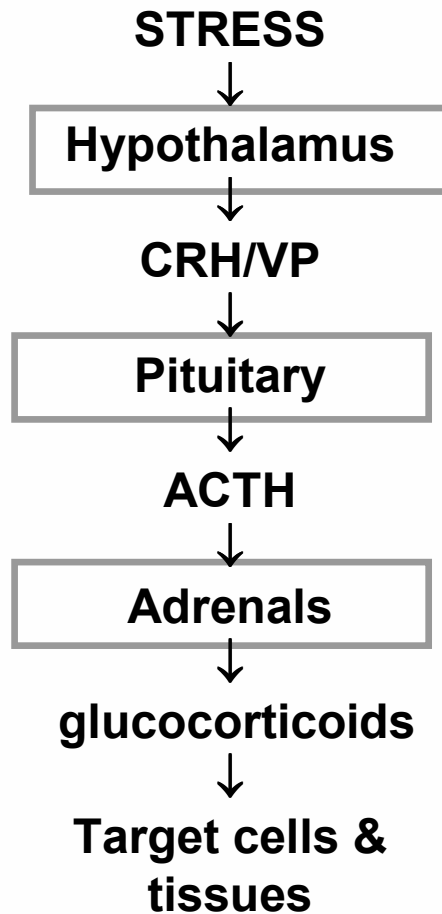 STRESS
Hypothalamus
CRH/VP
Pituitary
ACTH
Adrenals
glucocorticoids
Target cells &
tissues